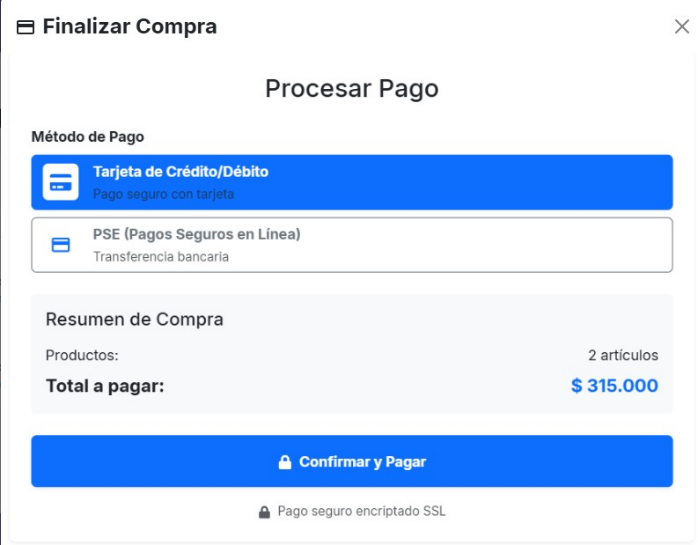 Finalizar Compra
Procesar Pago
Método de Pago
Tarjeta de Crédito/Débito
Pago seguro con tarjeta
PSE (Pagos Seguros en Línea)
Transferencia bancaria
Resumen de Compra
Productos: 2 artículos
Total a pagar: $ 315.000
Confirmar y Pagar
Pago seguro encriptado SSL